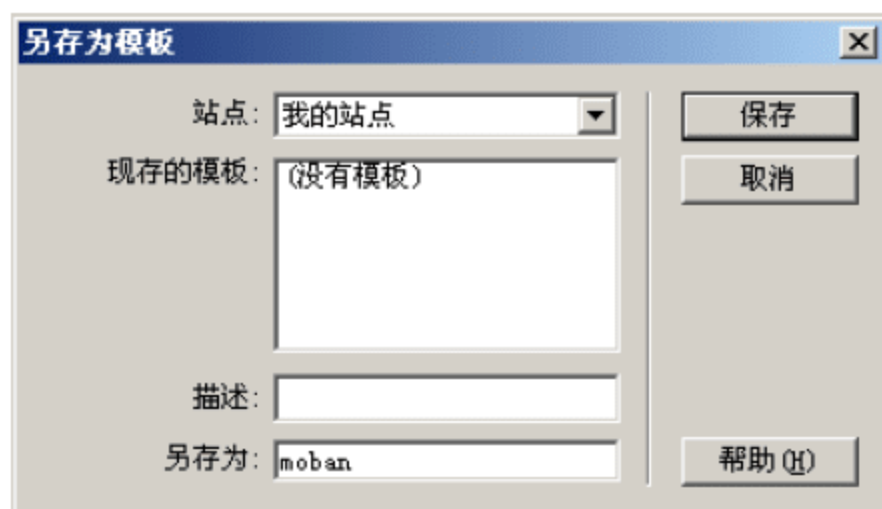 另存为模板
站点: 我的站点
保存
现存的模板: (没有模板)
取消
描述:
另存为: moban
帮助(H)